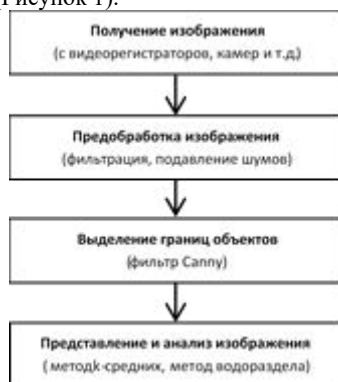 Рисунок 1).
Получение изображения
(с видеорегистраторов, камер и т.д.)
Предобработка изображения
(фильтрация, подавление шумов)
Выделение границ объектов
(фильтр Canny)
Представление и анализ изображения
( методk-средних, метод водораздела)